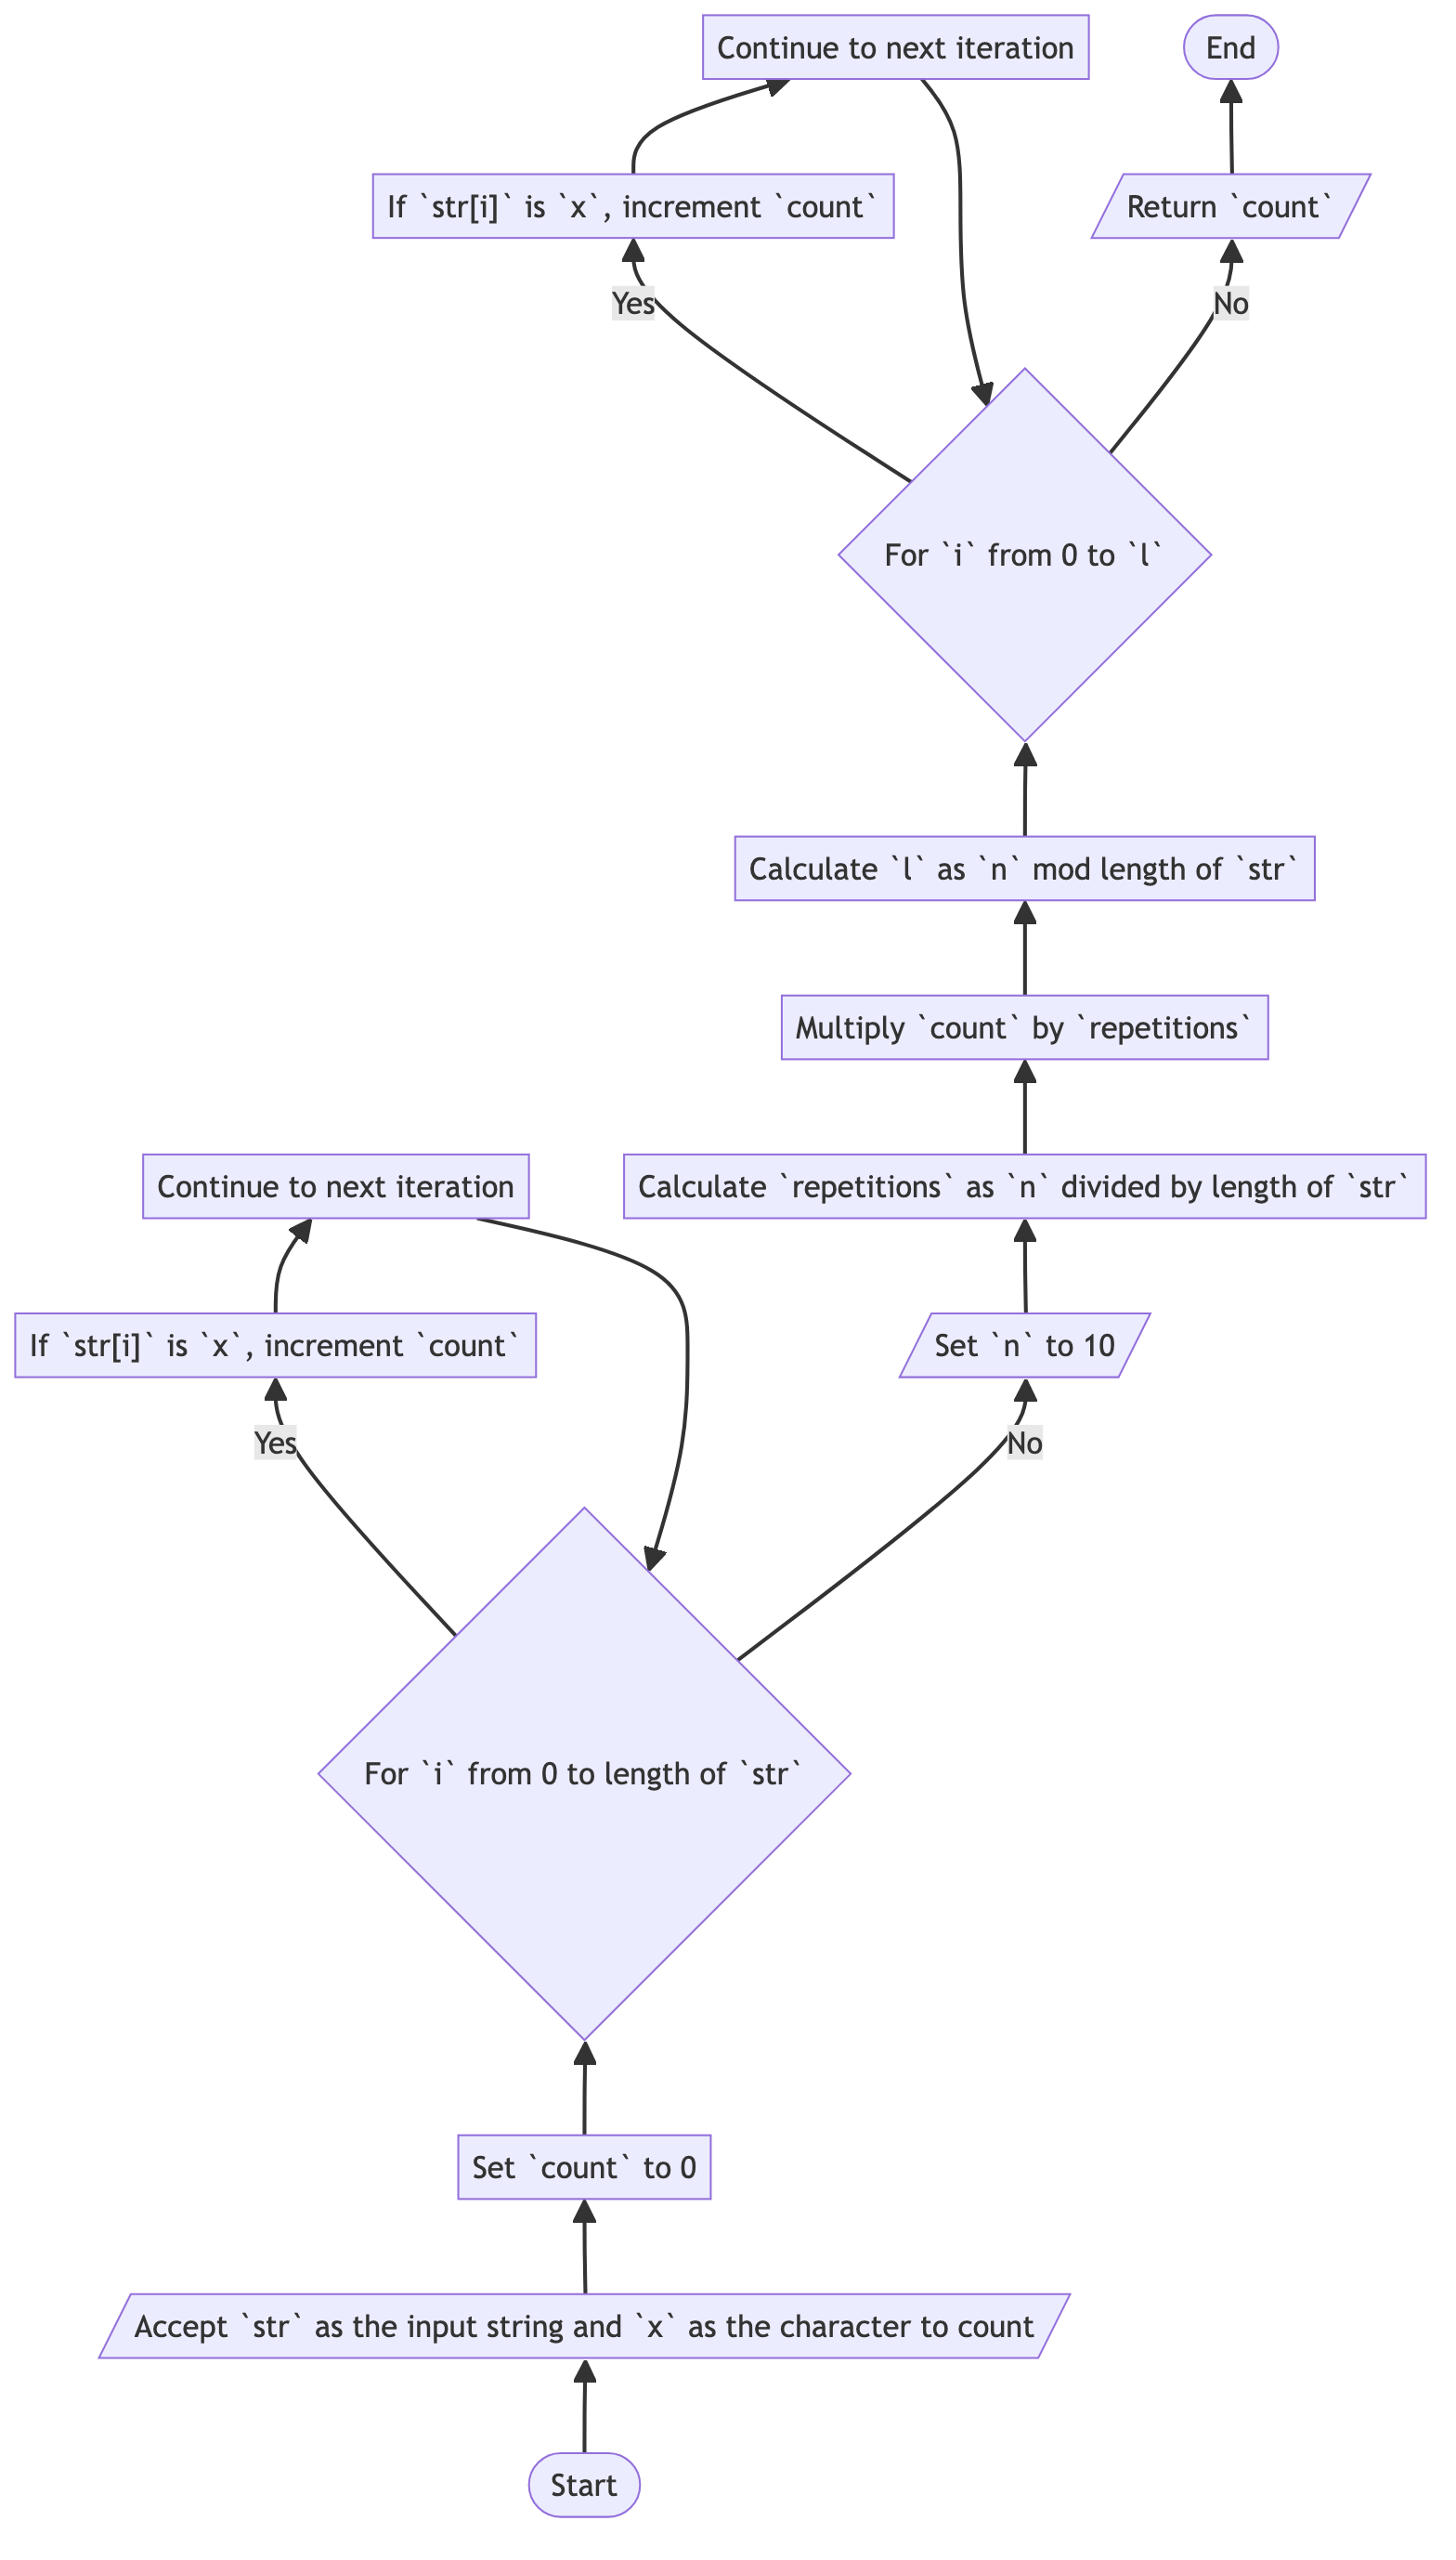 Continue to next iteration
End
If `str[i]` is `x`, increment `count`
Return `count`
Yes
No
For `i` from 0 to `l`
Calculate `l` as `n` mod length of `str`
Multiply `count` by `repetitions`
Continue to next iteration
Calculate `repetitions` as `n` divided by length of `str`
If `str[i]` is `x`, increment `count`
Set `n` to 10
Yes
No
For `i` from 0 to length of `str`
Set `count` to 0
Accept `str` as the input string and `x` as the character to count
Start